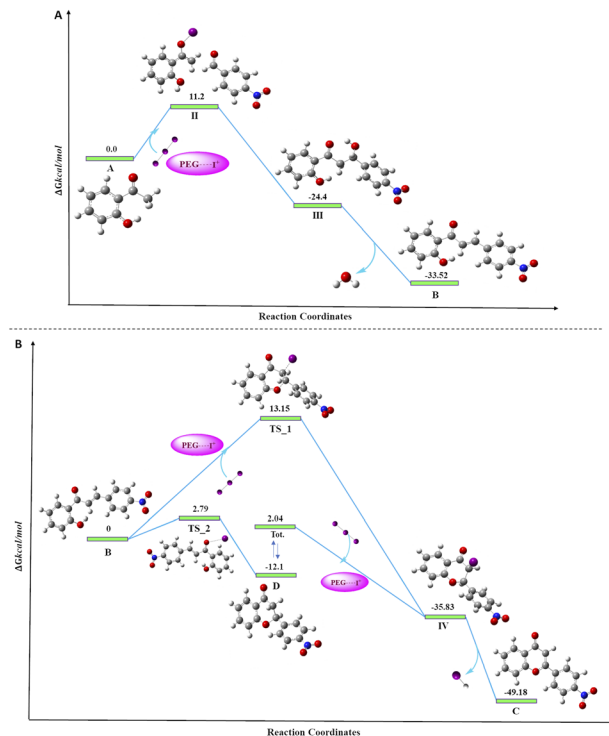 A
11.2
II
0.0
A
PEG----I⁺
ΔGkcal/mol
-24.4
III
-33.52
B
Reaction Coordinates
B
13.15
TS_1
PEG----I⁺
0
B
2.79
TS_2
2.04
Tot.
-12.1
D
PEG----I⁺
ΔGkcal/mol
-35.83
IV
-49.18
C
Reaction Coordinates